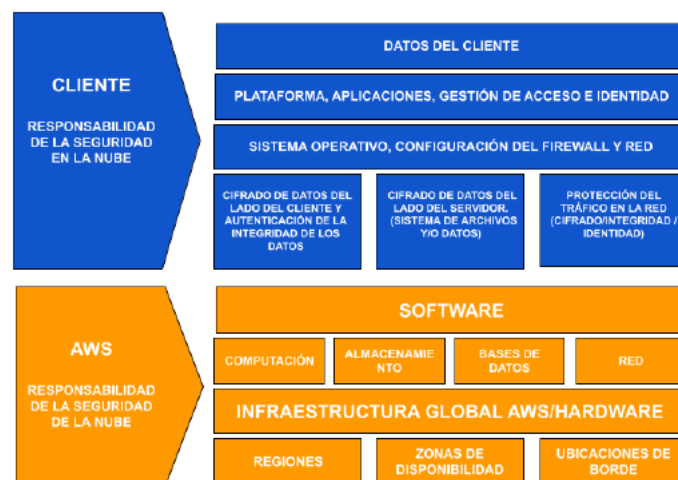 CLIENTE
RESPONSABILIDAD
DE LA SEGURIDAD
EN LA NUBE
DATOS DEL CLIENTE
PLATAFORMA, APLICACIONES, GESTIÓN DE ACCESO E IDENTIDAD
SISTEMA OPERATIVO, CONFIGURACIÓN DEL FIREWALL Y RED
CIFRADO DE DATOS DEL
LADO DEL CLIENTE Y
AUTENTICACIÓN DE LA
INTEGRIDAD DE LOS
DATOS
CIFRADO DE DATOS DEL
LADO DEL SERVIDOR.
(SISTEMA DE ARCHIVOS
Y/O DATOS)
PROTECCIÓN DEL
TRÁFICO EN LA RED
(CIFRADO/INTEGRIDAD /
IDENTIDAD)
AWS
RESPONSABILIDAD
DE LA SEGURIDAD
DE LA NUBE
SOFTWARE
COMPUTACIÓN
ALMACENAMIE
NTO
BASES DE
DATOS
RED
INFRAESTRUCTURA GLOBAL AWS/HARDWARE
REGIONES
ZONAS DE
DISPONIBILIDAD
UBICACIONES DE
BORDE